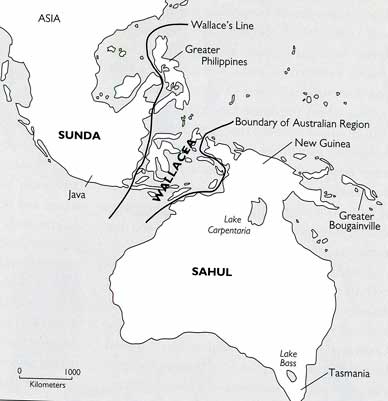 ASIA
Wallace's Line
Greater
Philippines
Boundary of Australian Region
SUNDA
New Guinea
WALLACEA
Java
Greater
Bougainville
Lake
Carpentaria
SAHUL
Lake
Bass
0 1000
Kilometers
Tasmania